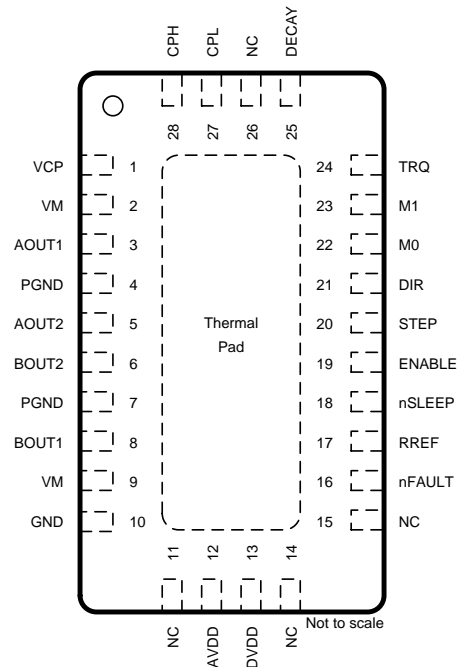 CPH CPL NC DECAY
28 27 26 25
VCP 1 24 TRQ
VM 2 23 M1
AOUT1 3 22 M0
PGND 4 21 DIR
AOUT2 5 20 STEP
BOUT2 6 19 ENABLE
PGND 7 18 nSLEEP
BOUT1 8 17 RREF
VM 9 16 nFAULT
GND 10 15 NC
Thermal
Pad
11 12 13 14
NC AVDD DVDD NC
Not to scale